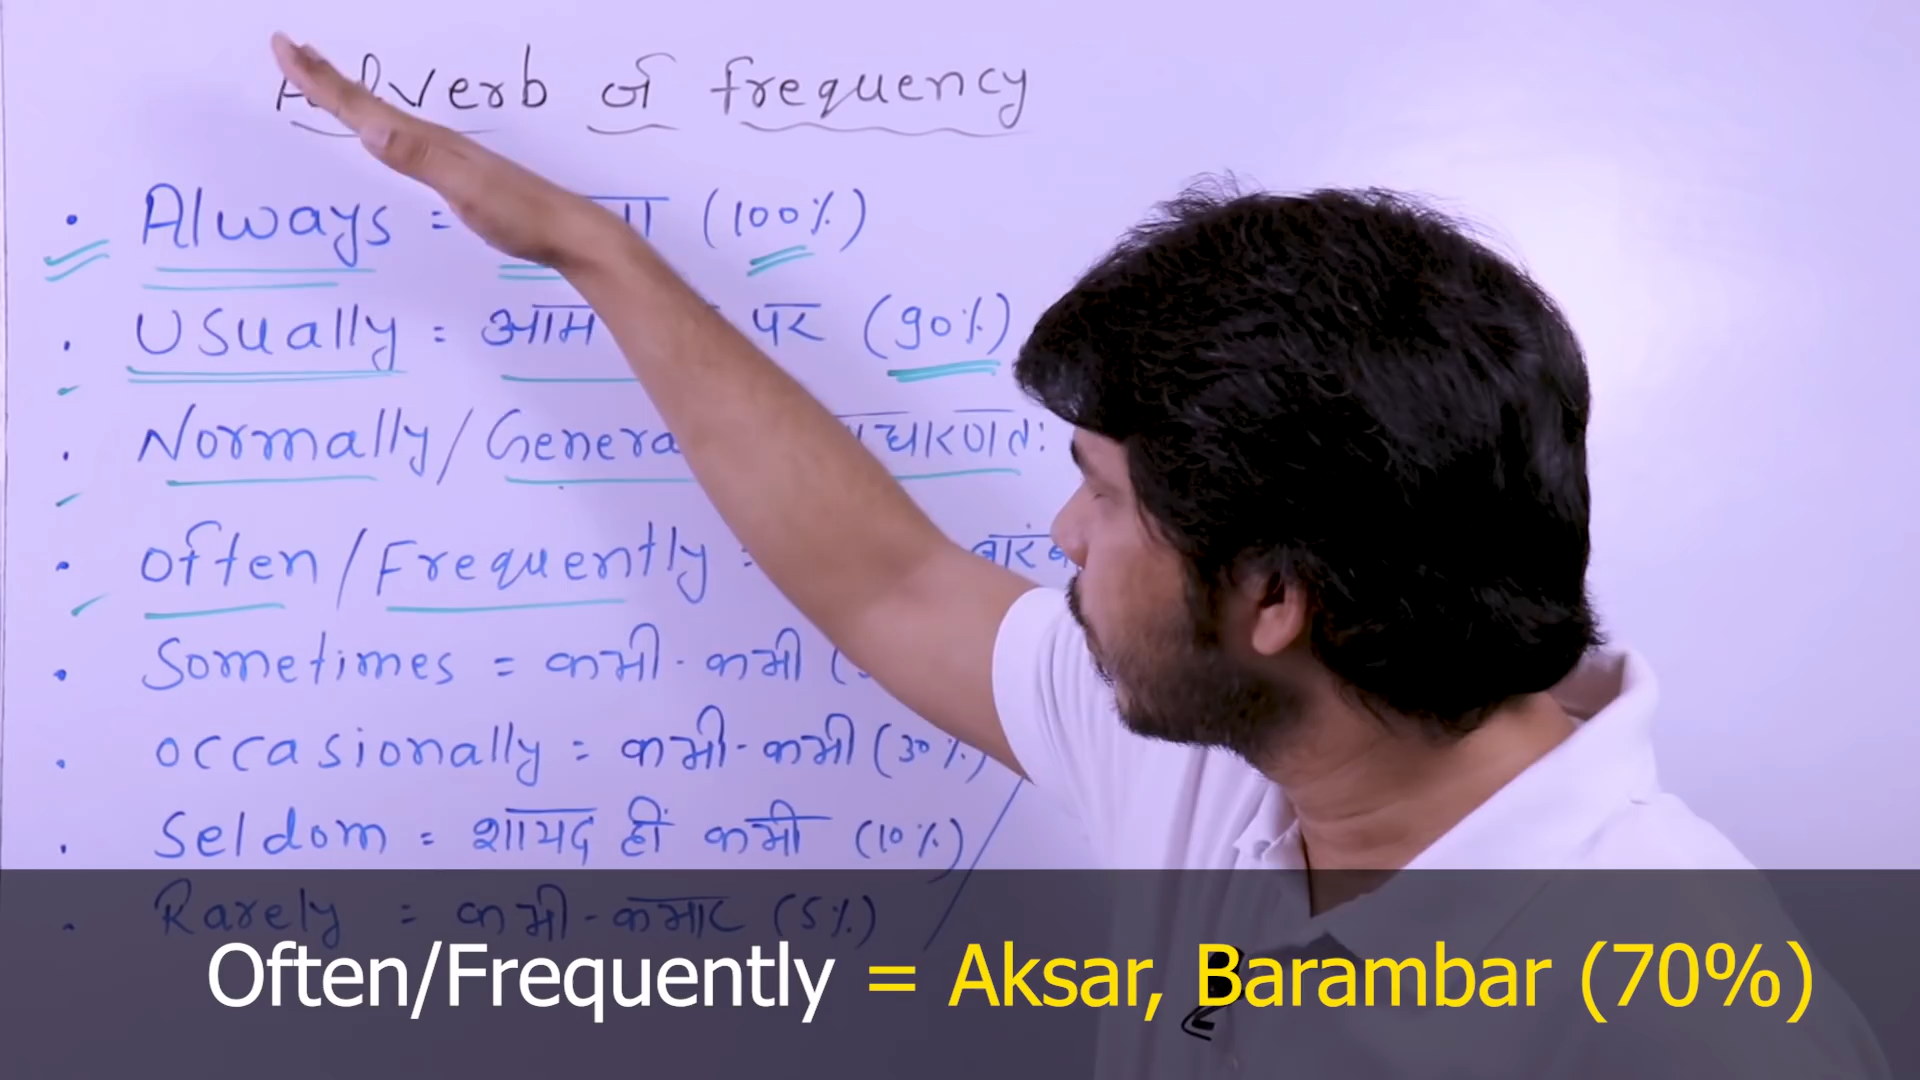 Adverb of frequency
Always = (100%)
Usually = आम पर (90%)
Normally/
Often/Frequently =
Sometimes = कभी-कभी (
Occasionally = कभी-कभी (30%)
Seldom = शायद हीं कभी (10%)
Rarely = कभी-कभार (5%)
Often/Frequently = Aksar, Barambar (70%)